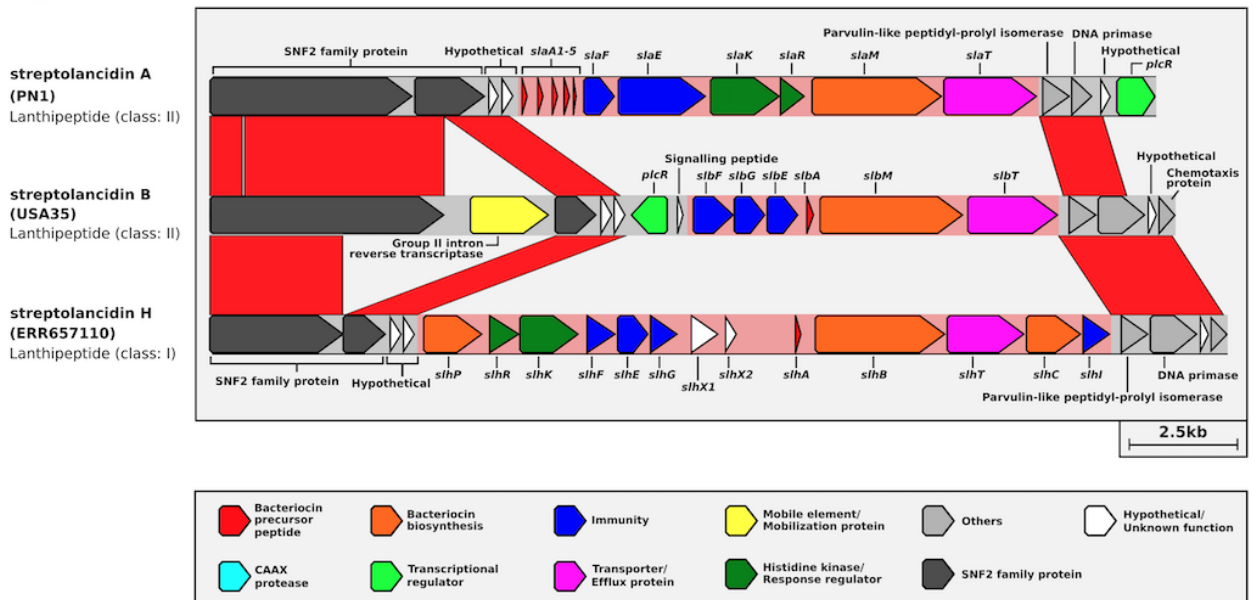 SNF2 family protein
Hypothetical
slaA1-5
slaF
slaE
slaK
slaR
slaM
slaT
Parvulin-like peptidyl-prolyl isomerase
DNA primase
Hypothetical
plcR
streptolancidin A
(PN1)
Lanthipeptide (class: II)
streptolancidin B
(USA35)
Lanthipeptide (class: II)
Group II intron
reverse transcriptase
plcR
Signalling peptide
slbF
slbG
slbE
slbA
slbM
slbT
Hypothetical
Chemotaxis
protein
streptolancidin H
(ERR657110)
Lanthipeptide (class: I)
SNF2 family protein
Hypothetical
slhP
slhR
slhK
slhF
slhE
slhG
slhX1
slhX2
slhA
slhB
slhT
slhC
slhI
Parvulin-like peptidyl-prolyl isomerase
DNA primase
2.5kb
Bacteriocin
precursor
peptide
Bacteriocin
biosynthesis
Immunity
Mobile element/
Mobilization protein
Others
Hypothetical/
Unknown function
CAAX
protease
Transcriptional
regulator
Transporter/
Efflux protein
Histidine kinase/
Response regulator
SNF2 family protein